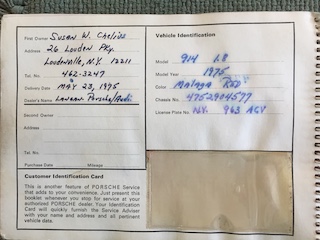 First Owner Susan W. Chelius
Address 26 Louden Pky.
Loudonville, N.Y. 12211
Tel. No. 462-3247
Delivery Date MAY 23, 1975
Dealer's Name Lawson Porsche/Audi
Second Owner
Address
Tel. No.
Purchase Date Mileage
Customer Identification Card
This is another feature of PORSCHE Service
that adds to your convenience. Just present this
booklet whenever you stop for service at your
authorized PORSCHE dealer. Your Identification
Card will quickly furnish the Service Adviser
with your name and address and all pertinent
vehicle data.
Vehicle Identification
Model 914 1.8
Model Year 1975
Color Malaga "Red"
Chassis No. 4752904577
License Plate No. N.Y. 963 ACV